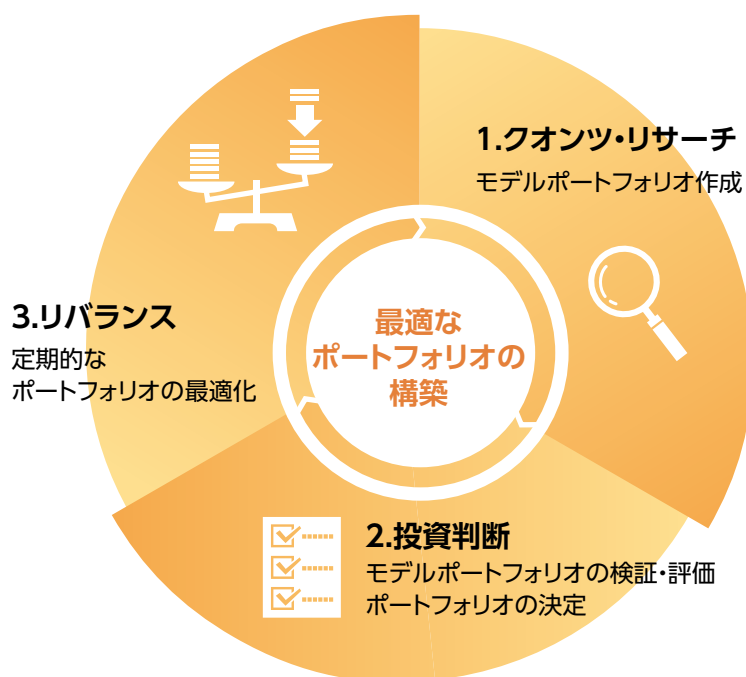 1.クオンツ・リサーチ
モデルポートフォリオ作成
最適な
ポートフォリオの
構築
2.投資判断
モデルポートフォリオの検証・評価
ポートフォリオの決定
3.リバランス
定期的な
ポートフォリオの最適化